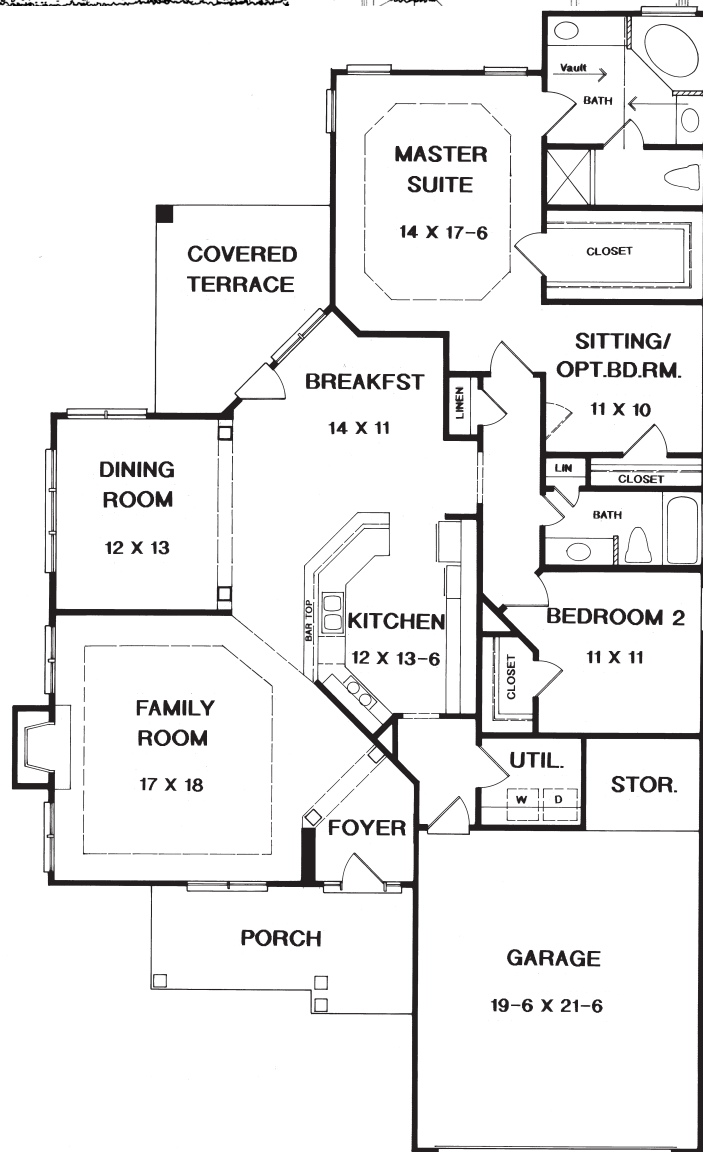 Vault
BATH
MASTER
SUITE
14 X 17-6
CLOSET
COVERED
TERRACE
SITTING/
OPT.BD.RM.
11 X 10
BREAKFST
14 X 11
LINEN
LIN
CLOSET
DINING
ROOM
12 X 13
BATH
BAR TOP
KITCHEN
12 X 13-6
BEDROOM 2
11 X 11
CLOSET
FAMILY
ROOM
17 X 18
UTIL.
W
D
STOR.
FOYER
PORCH
GARAGE
19-6 X 21-6